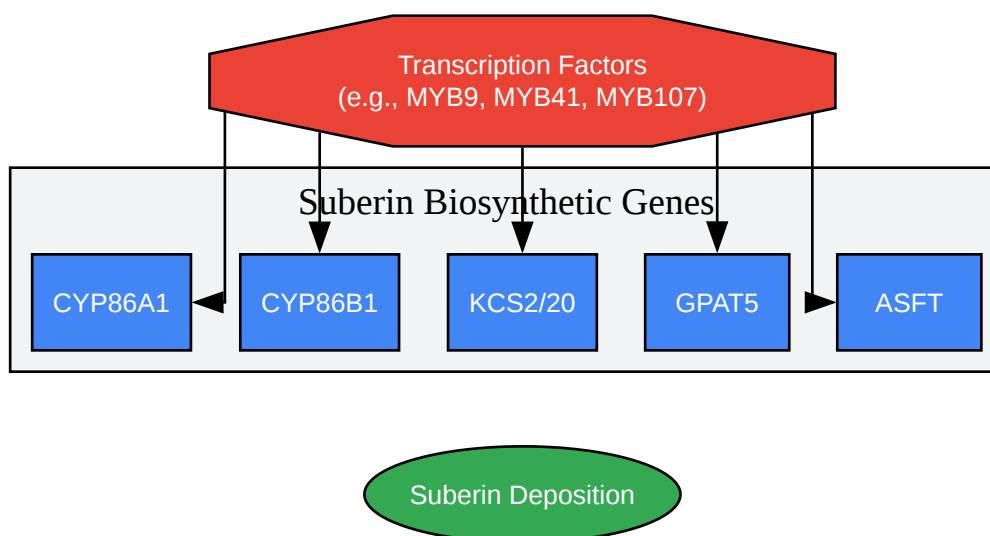 Transcription Factors
(e.g., MYB9, MYB41, MYB107)
Suberin Biosynthetic Genes
CYP86A1
CYP86B1
KCS2/20
GPAT5
ASFT
Suberin Deposition